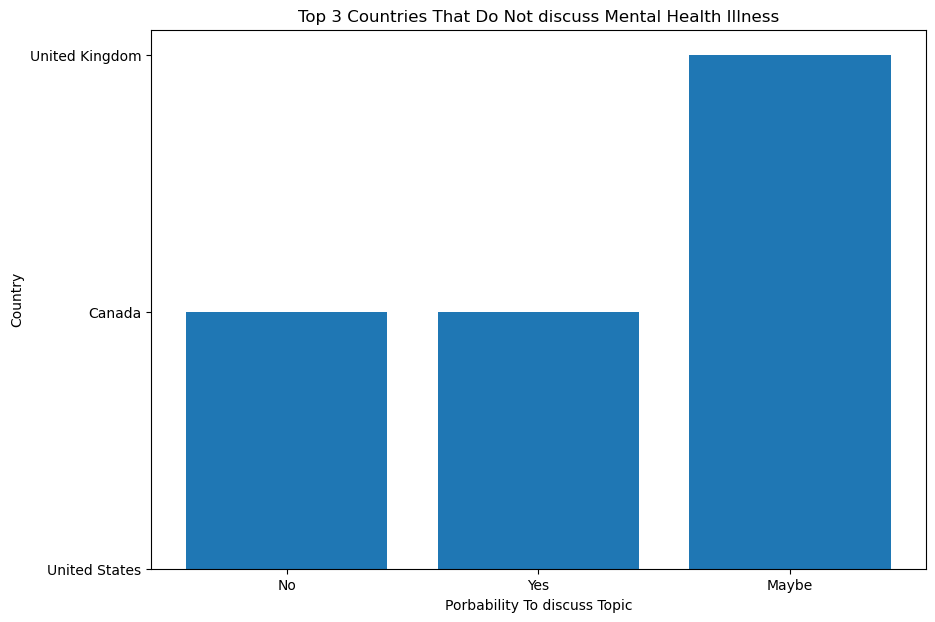 Top 3 Countries That Do Not discuss Mental Health Illness
United Kingdom
Canada
United States
Country
No
Yes
Maybe
Porbability To discuss Topic